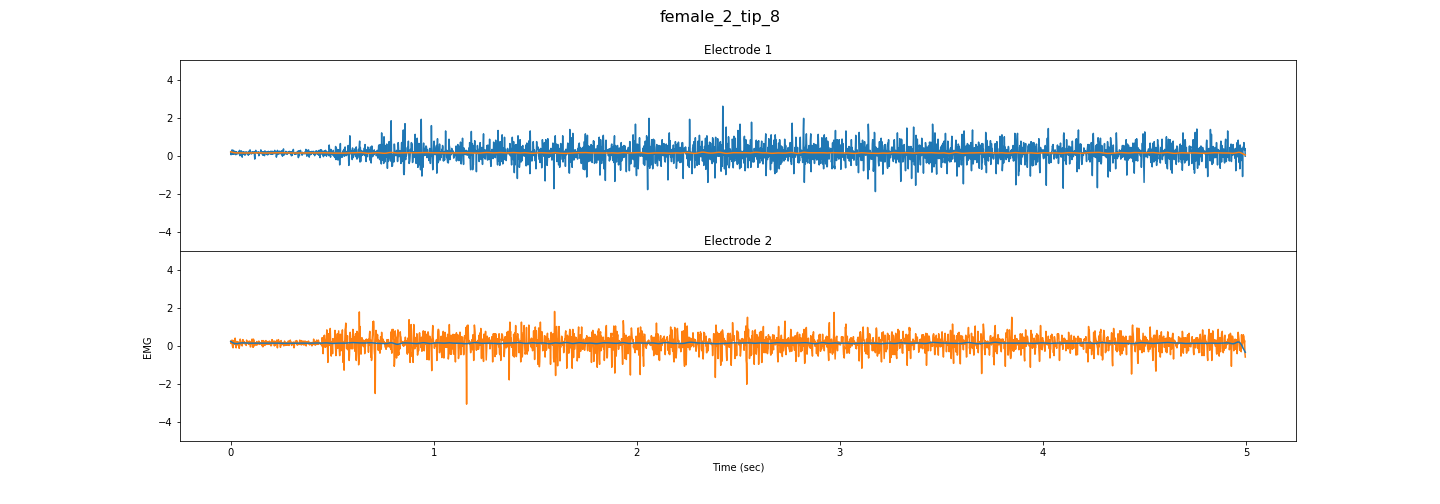 female_2_tip_8
Electrode 1
4
2
0
−2
−4
Electrode 2
4
2
0
−2
−4
EMG
0 1 2 3 4 5
Time (sec)